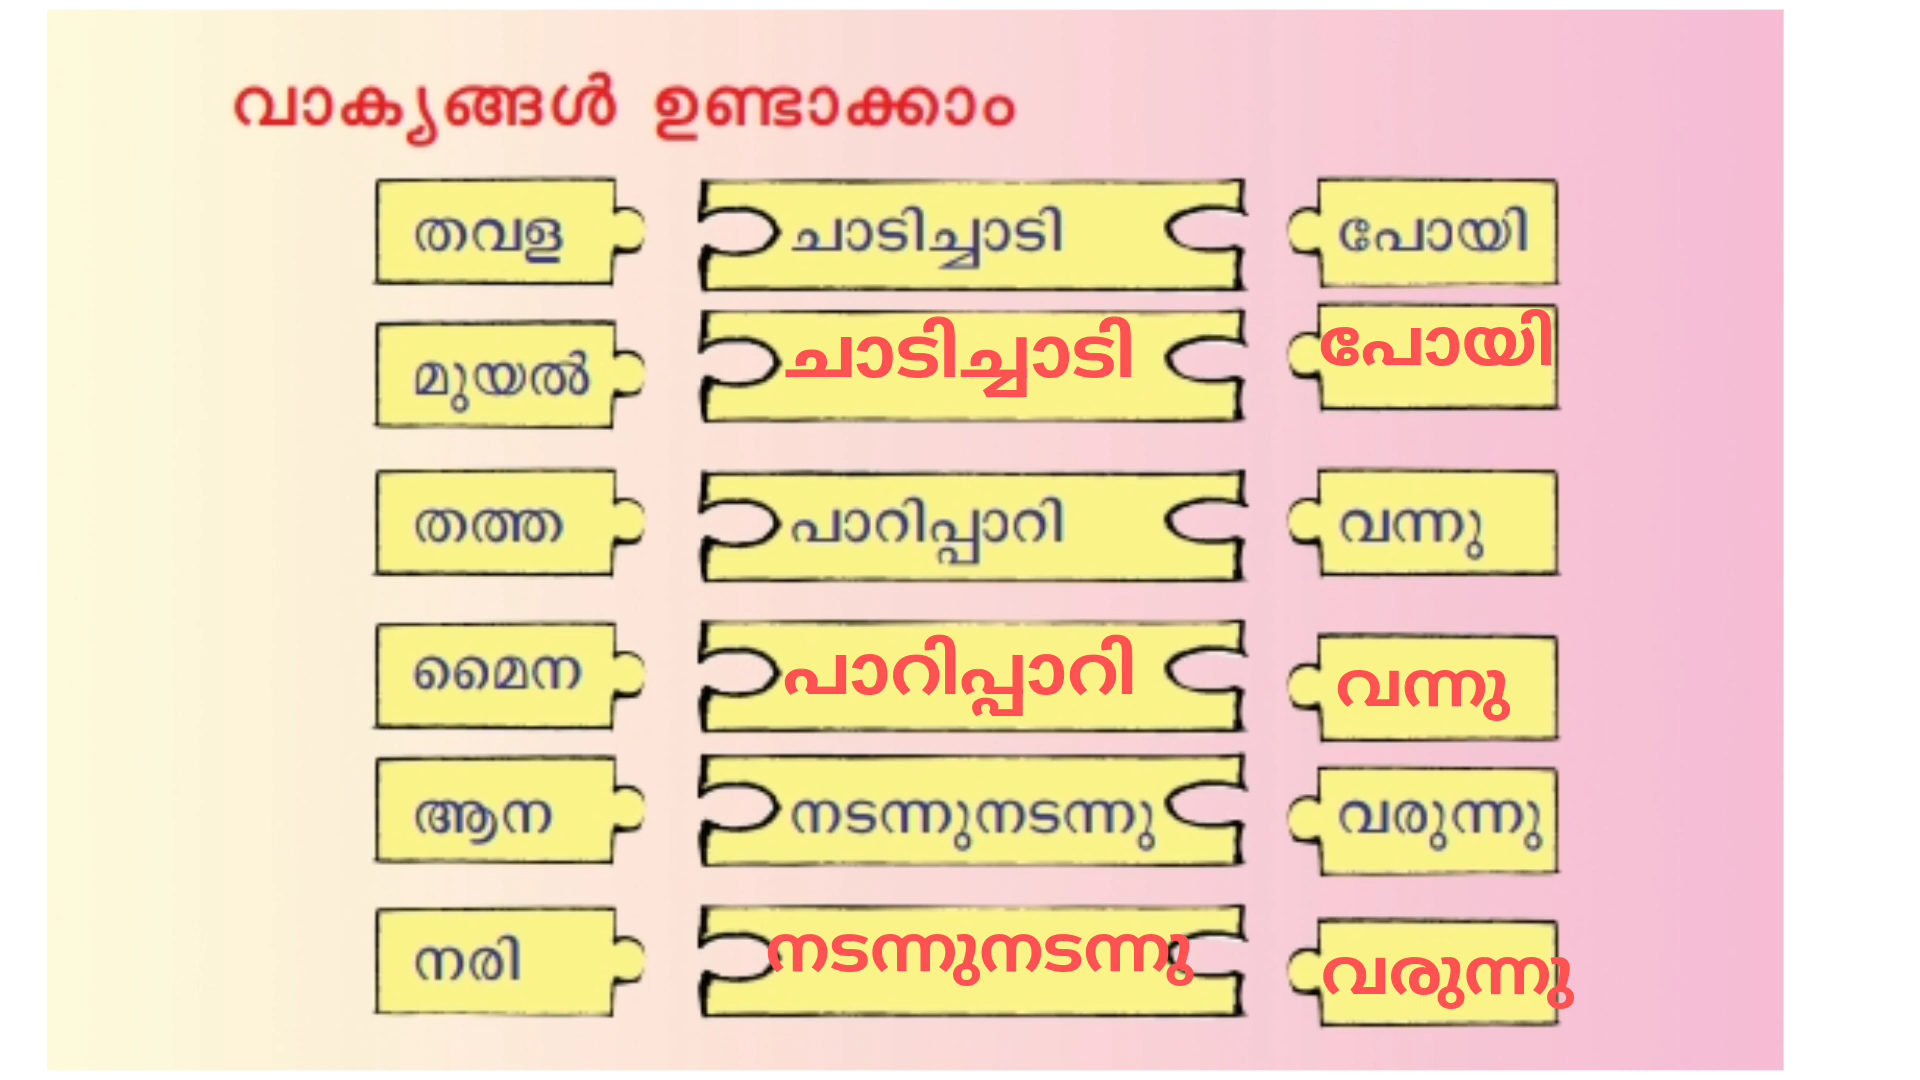 വാക്യങ്ങൾ ഉണ്ടാക്കാം
തവള ചാടിച്ചാടി പോയി
മുയൽ ചാടിച്ചാടി പോയി
തത്ത പാറിപ്പാറി വന്നു
മൈന പാറിപ്പാറി വന്നു
ആന നടന്നുനടന്നു വരുന്നു
നരി നടന്നുനടന്നു വരുന്നു